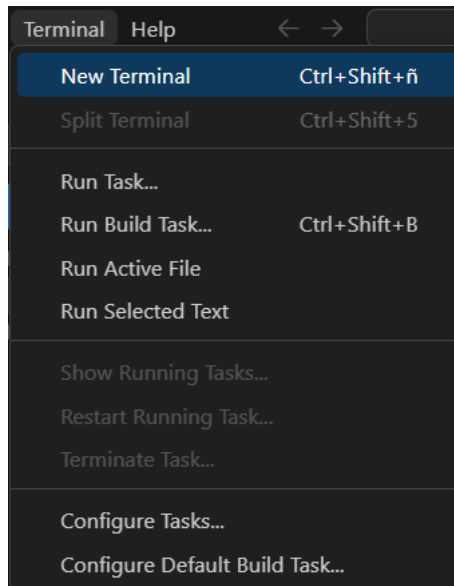 Terminal Help
New Terminal Ctrl+Shift+ñ
Split Terminal Ctrl+Shift+5
Run Task...
Run Build Task... Ctrl+Shift+B
Run Active File
Run Selected Text
Show Running Tasks...
Restart Running Task...
Terminate Task...
Configure Tasks...
Configure Default Build Task...